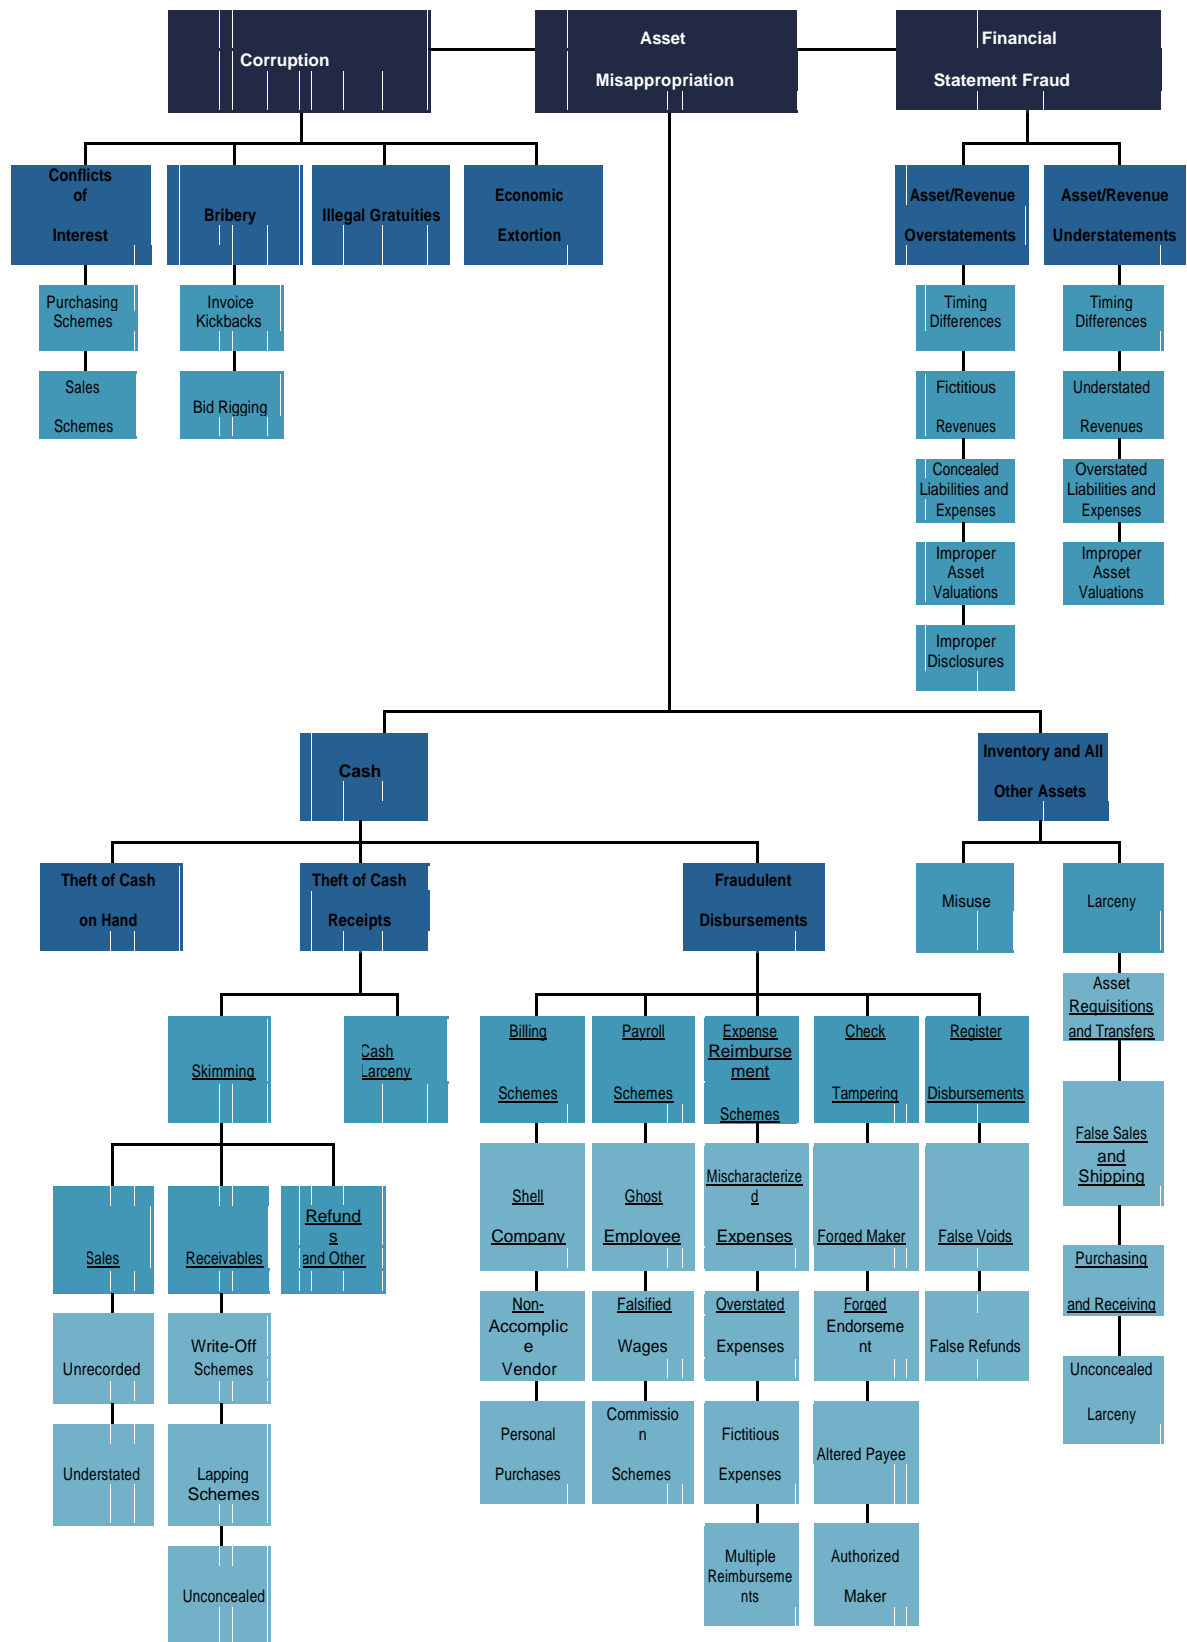 Corruption
Asset
Misappropriation
Financial
Statement Fraud
Conflicts
of
Interest
Bribery
Illegal Gratuities
Economic
Extortion
Asset/Revenue
Overstatements
Asset/Revenue
Understatements
Purchasing
Schemes
Invoice
Kickbacks
Timing
Differences
Timing
Differences
Sales
Schemes
Bid Rigging
Fictitious
Revenues
Understated
Revenues
Concealed
Liabilities and
Expenses
Overstated
Liabilities and
Expenses
Improper
Asset
Valuations
Improper
Asset
Valuations
Improper
Disclosures
Cash
Inventory and All
Other Assets
Theft of Cash
on Hand
Theft of Cash
Receipts
Fraudulent
Disbursements
Misuse
Larceny
Skimming
Cash
Larceny
Billing
Schemes
Payroll
Schemes
Expense
Reimburse
ment
Schemes
Check
Tampering
Register
Disbursements
Asset
Requisitions
and Transfers
False Sales
and
Shipping
Sales
Receivables
Refund
s
and Other
Shell
Company
Ghost
Employee
Mischaracterize
d
Expenses
Forged Maker
False Voids
Purchasing
and Receiving
Unrecorded
Write-Off
Schemes
Non-
Accomplic
e
Vendor
Falsified
Wages
Overstated
Expenses
Forged
Endorseme
nt
False Refunds
Unconcealed
Larceny
Understated
Lapping
Schemes
Personal
Purchases
Commissio
n
Schemes
Fictitious
Expenses
Altered Payee
Unconcealed
Multiple
Reimburseme
nts
Authorized
Maker